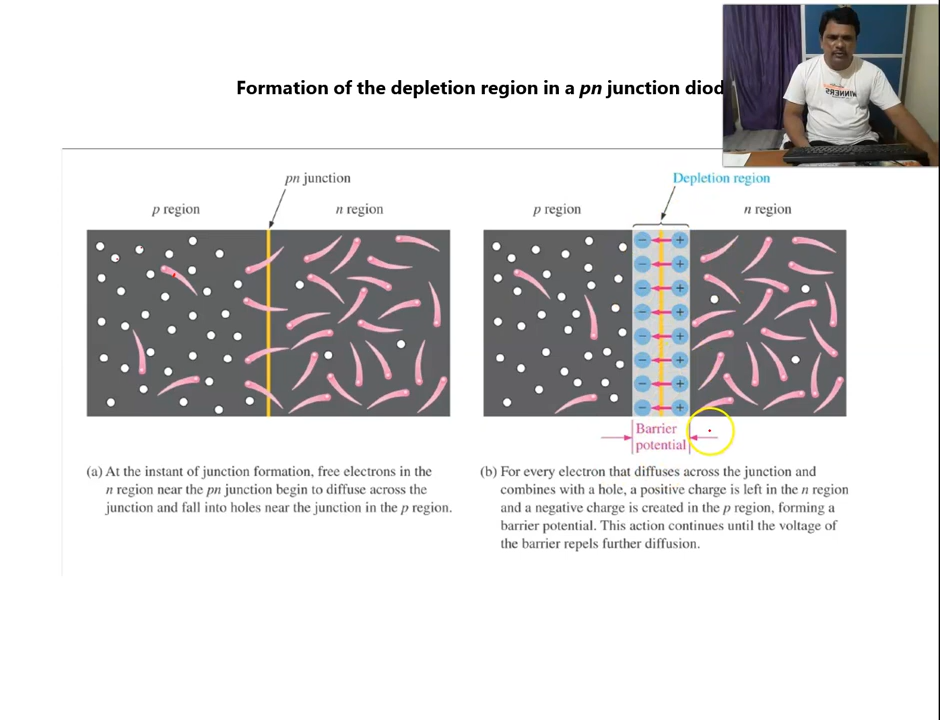 Formation of the depletion region in a pn junction diod
WINNERS
pn junction
p region
n region
Depletion region
p region
n region
Barrier
potential
(a) At the instant of junction formation, free electrons in the
n region near the pn junction begin to diffuse across the
junction and fall into holes near the junction in the p region.
(b) For every electron that diffuses across the junction and
combines with a hole, a positive charge is left in the n region
and a negative charge is created in the p region, forming a
barrier potential. This action continues until the voltage of
the barrier repels further diffusion.